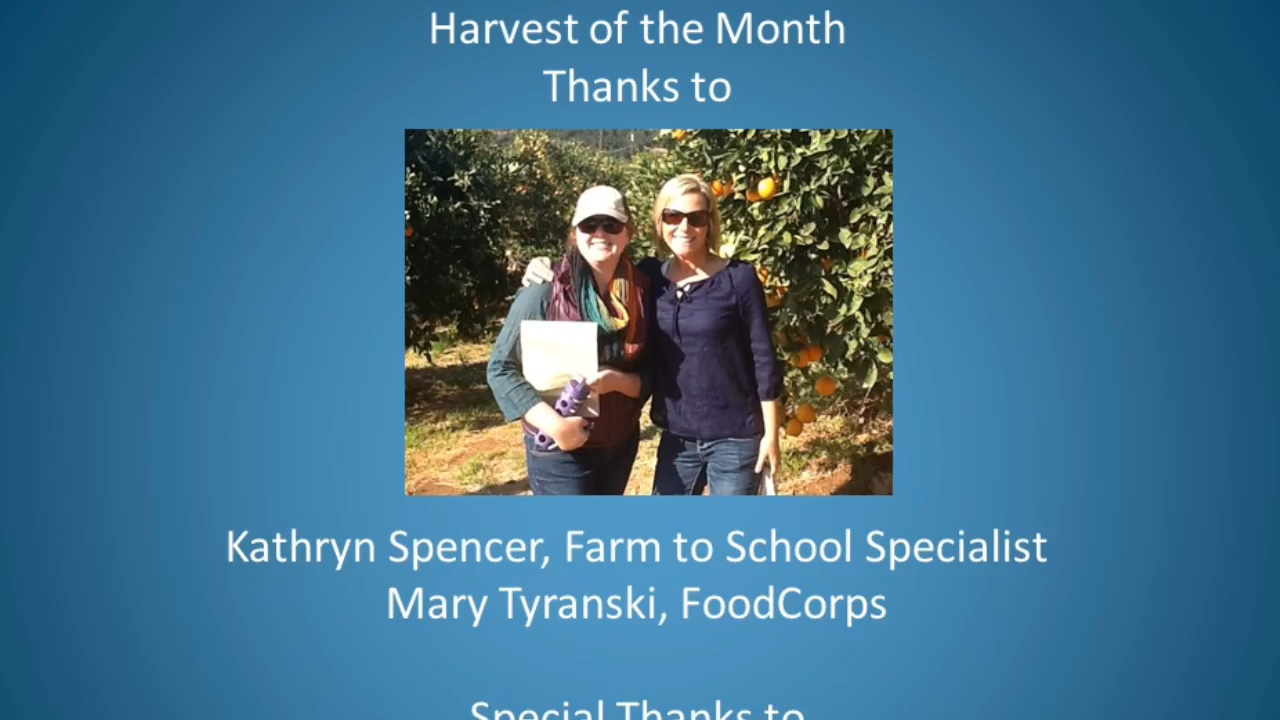 Harvest of the Month
Thanks to
Kathryn Spencer, Farm to School Specialist
Mary Tyranski, FoodCorps
Special Thanks to